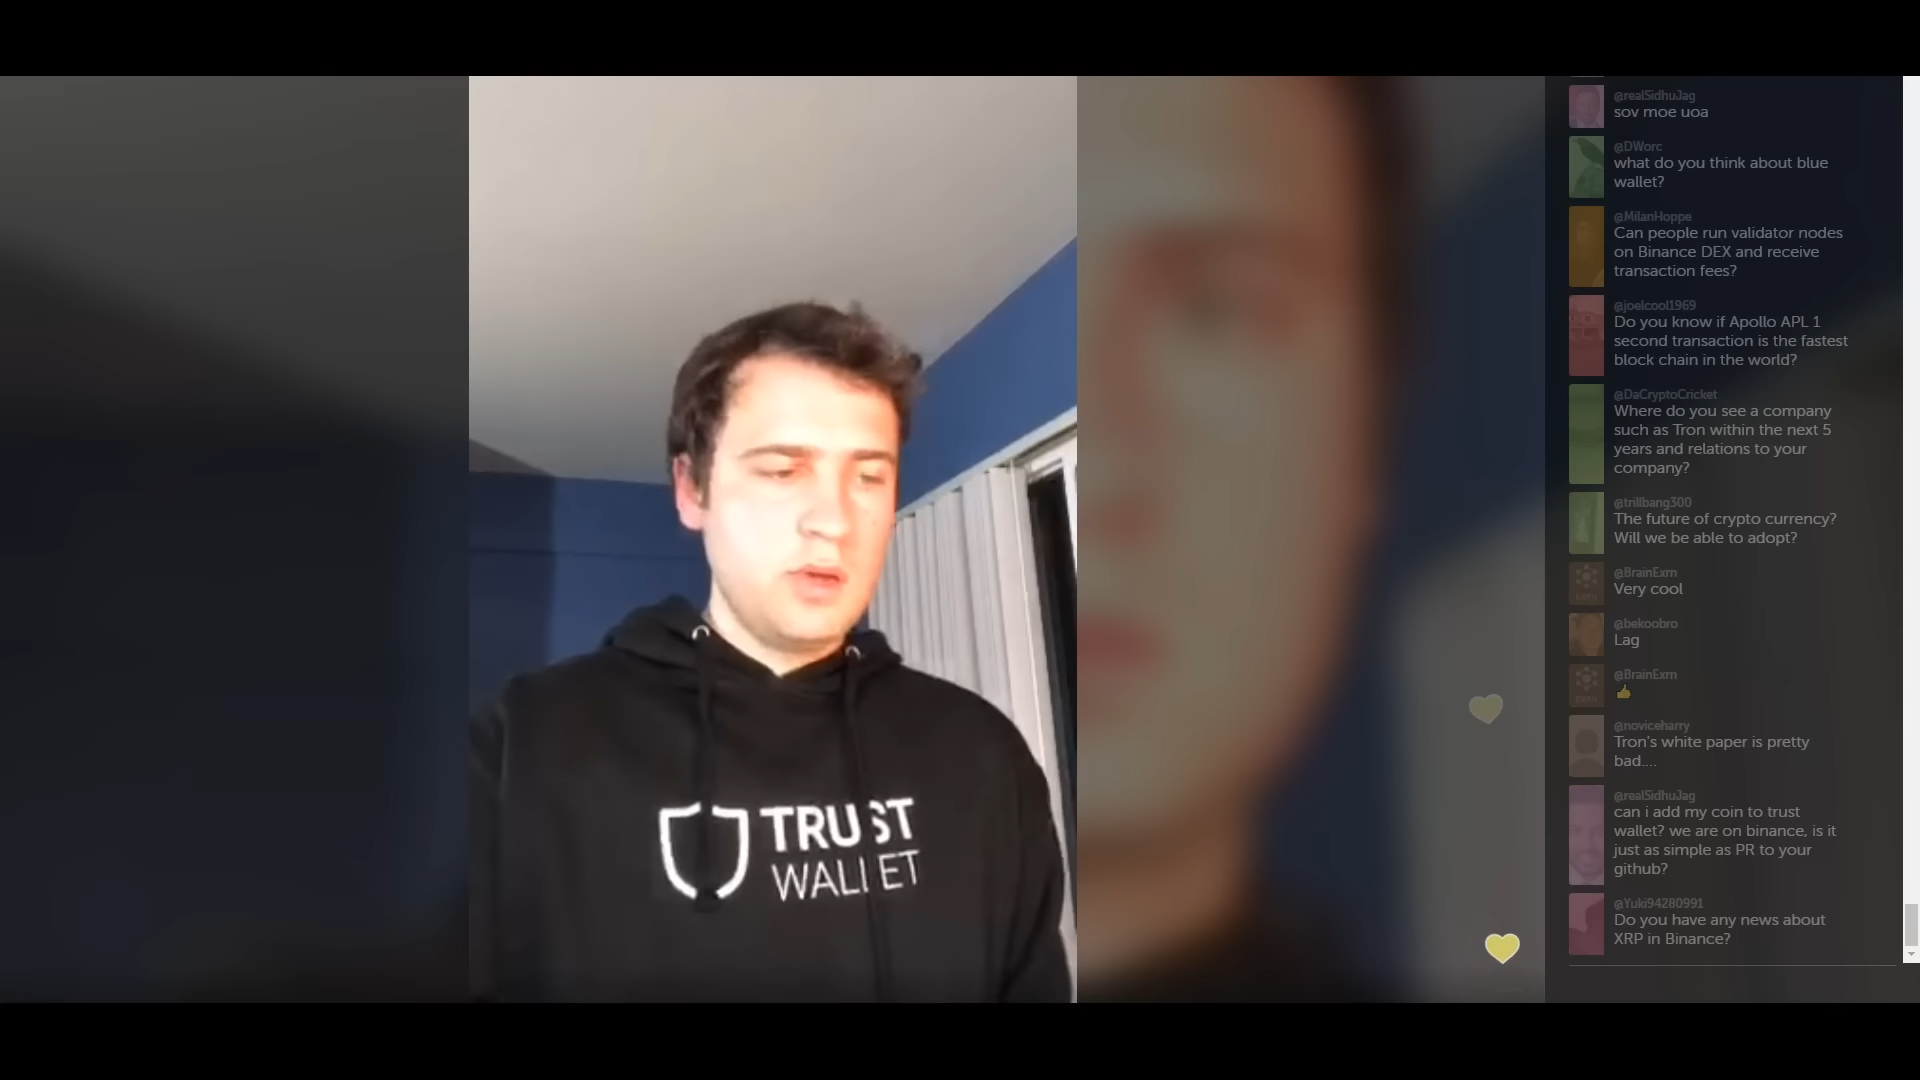 TRUST
WALLET
@realSidhuJag
sov moe uoa
@DWorc
what do you think about blue
wallet?
@MilanHoppe
Can people run validator nodes
on Binance DEX and receive
transaction fees?
@joelcool1969
Do you know if Apollo APL 1
second transaction is the fastest
block chain in the world?
@DaCryptoCricket
Where do you see a company
such as Tron within the next 5
years and relations to your
company?
@trillbang300
The future of crypto currency?
Will we be able to adopt?
@BrainExrn
Very cool
@bekoobro
Lag
@BrainExrn
👍
@noviceharry
Tron's white paper is pretty
bad....
@realSidhuJag
can i add my coin to trust
wallet? we are on binance, is it
just as simple as PR to your
github?
@Yuki94280991
Do you have any news about
XRP in Binance?